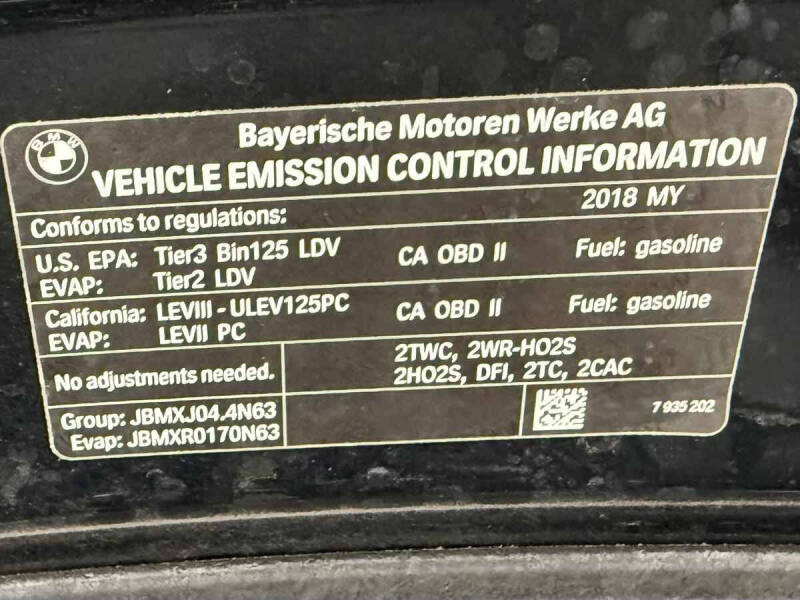 BMW
Bayerische Motoren Werke AG
VEHICLE EMISSION CONTROL INFORMATION
Conforms to regulations: 2018 MY
U.S. EPA: Tier3 Bin125 LDV CA OBD II Fuel: gasoline
EVAP: Tier2 LDV
California: LEVIII - ULEV125PC CA OBD II Fuel: gasoline
EVAP: LEVII PC
No adjustments needed.
2TWC, 2WR-HO2S
2HO2S, DFI, 2TC, 2CAC
Group: JBMXJ04.4N63
Evap: JBMXR0170N63
7 935 202